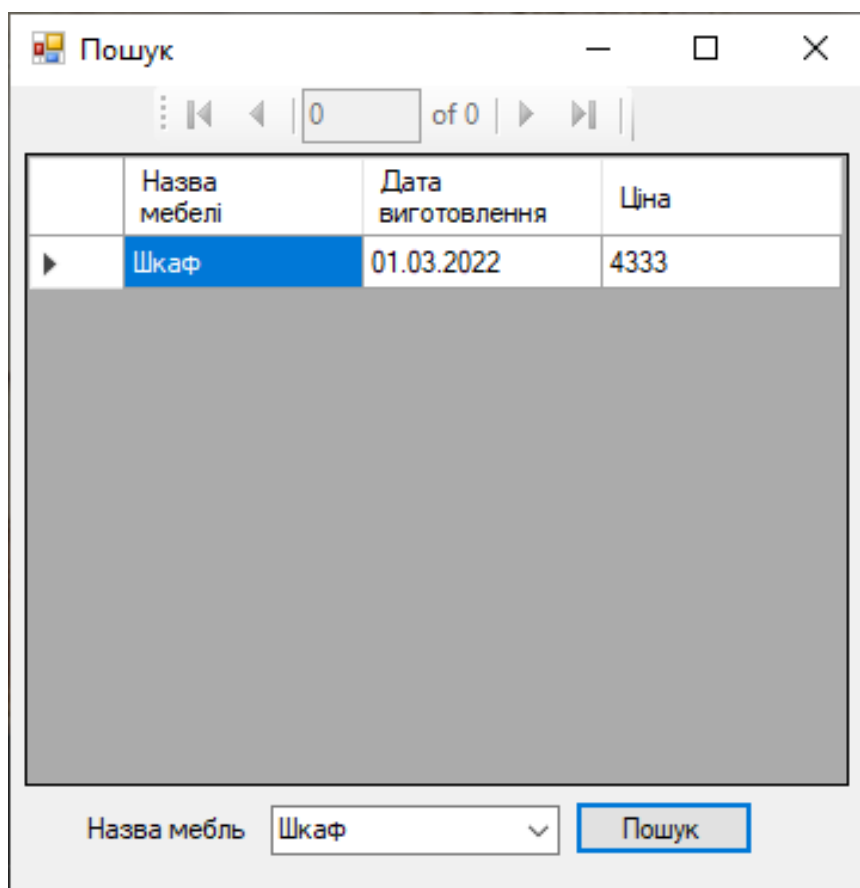 Пошук
0 of 0
Назва мебелі
Дата виготовлення
Ціна
Шкаф 01.03.2022 4333
Назва мебль Шкаф Пошук